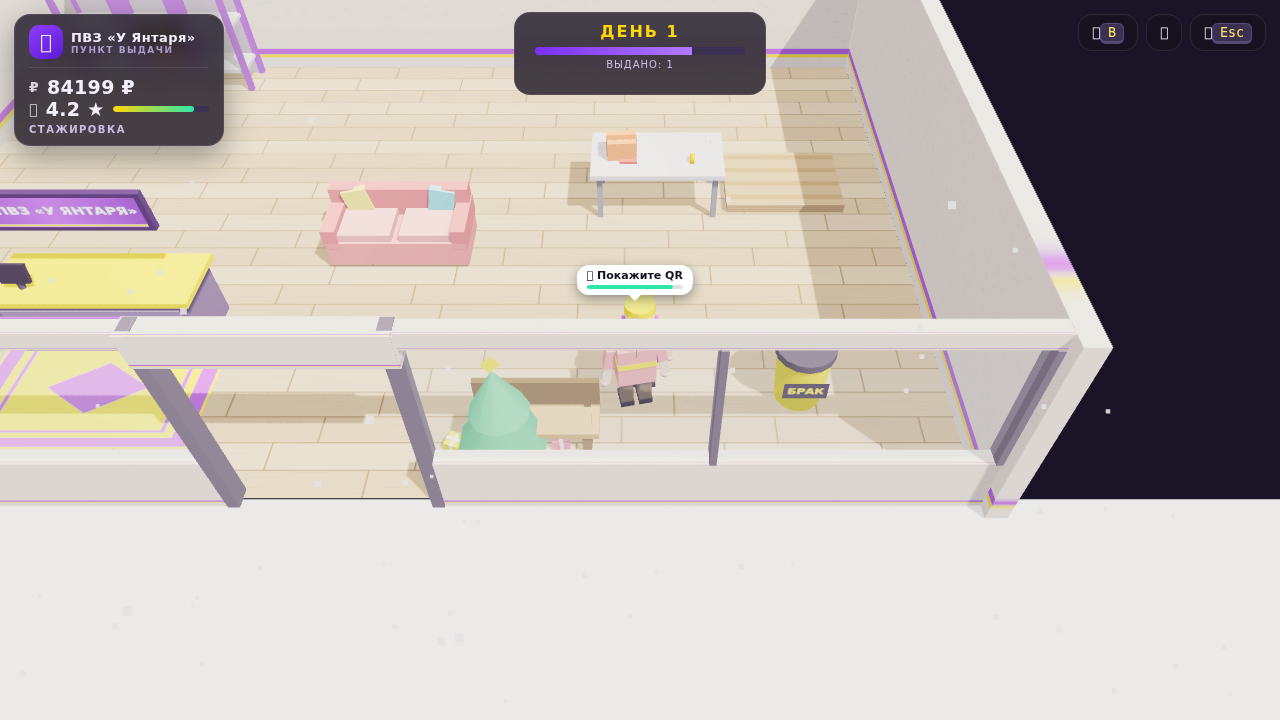 ПВЗ «У Янтаря»
ПУНКТ ВЫДАЧИ
₽ 84199 ₽
4.2 ★
СТАЖИРОВКА
ДЕНЬ 1
ВЫДАНО: 1
B
Esc
ПВЗ «У ЯНТАРЯ»
Покажите QR
БРАК